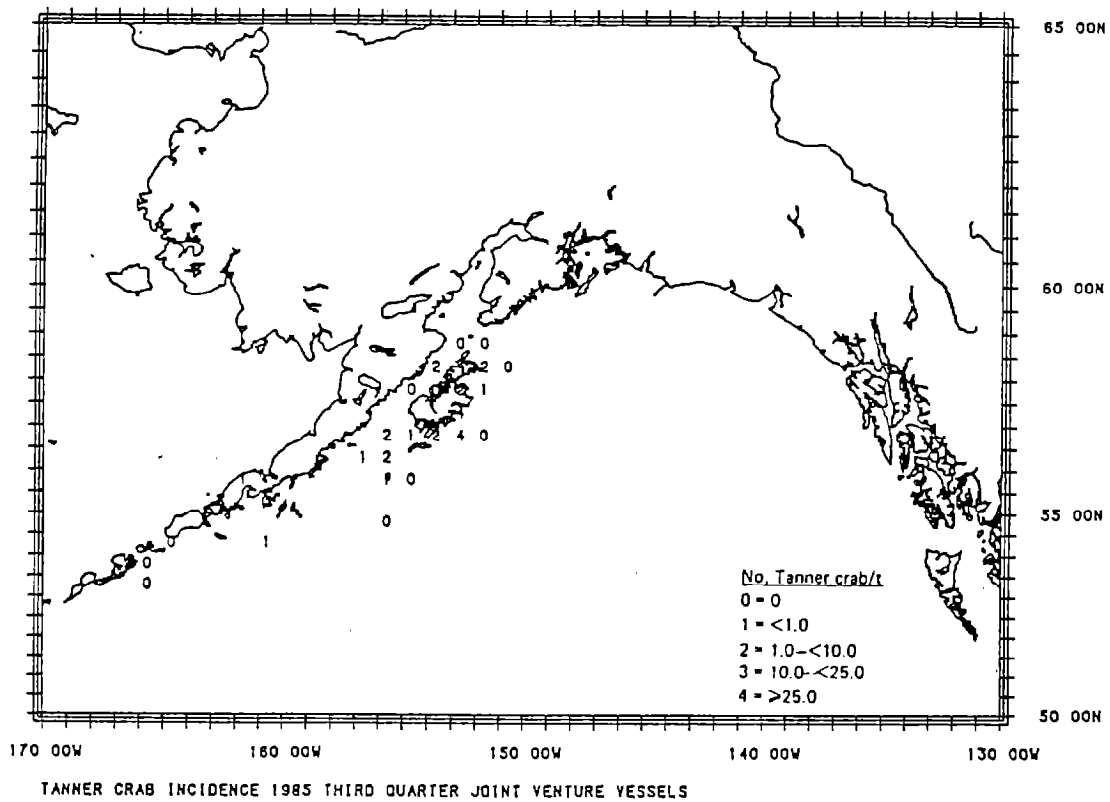 65 00N
60 00N
0 0
2 2 0
0 1
2 1 2 4 0
1 2
0
55 00N
0
1
0
0
No. Tanner crab/t
0 = 0
1 = <1.0
2 = 1.0-<10.0
3 = 10.0-<25.0
4 = >25.0
50 00N
170 00W 160 00W 150 00W 140 00W 130 00W
TANNER CRAB INCIDENCE 1985 THIRD QUARTER JOINT VENTURE VESSELS